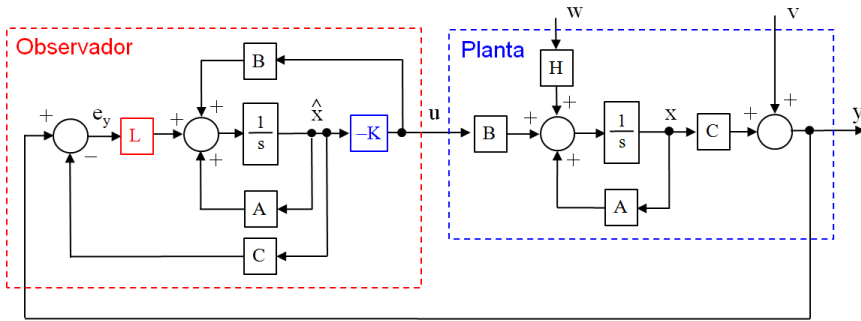 Observador
Planta
w
v
B
H
+
+
+
e_y
+
+
1/s
x̂
u
+
+
1/s
x
+
+
y
L
−K
B
C
−
+
+
A
A
C